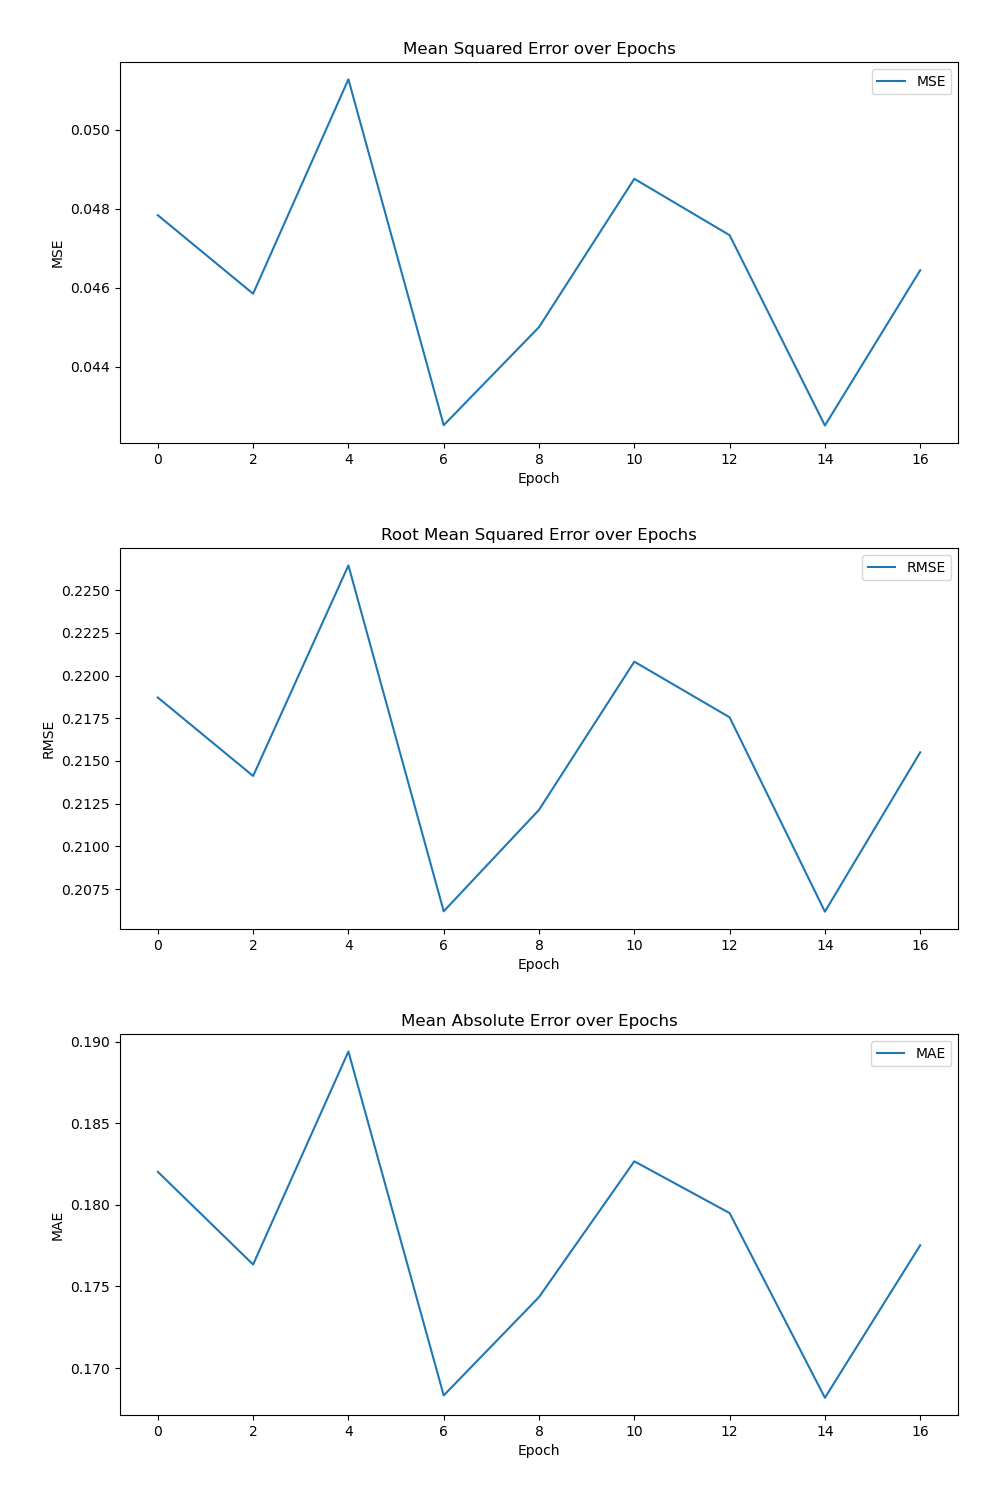 Mean Squared Error over Epochs
MSE
0.050
0.048
0.046
0.044
MSE
0 2 4 6 8 10 12 14 16
Epoch
Root Mean Squared Error over Epochs
RMSE
0.2250
0.2225
0.2200
0.2175
0.2150
0.2125
0.2100
0.2075
RMSE
0 2 4 6 8 10 12 14 16
Epoch
Mean Absolute Error over Epochs
MAE
0.190
0.185
0.180
0.175
0.170
MAE
0 2 4 6 8 10 12 14 16
Epoch